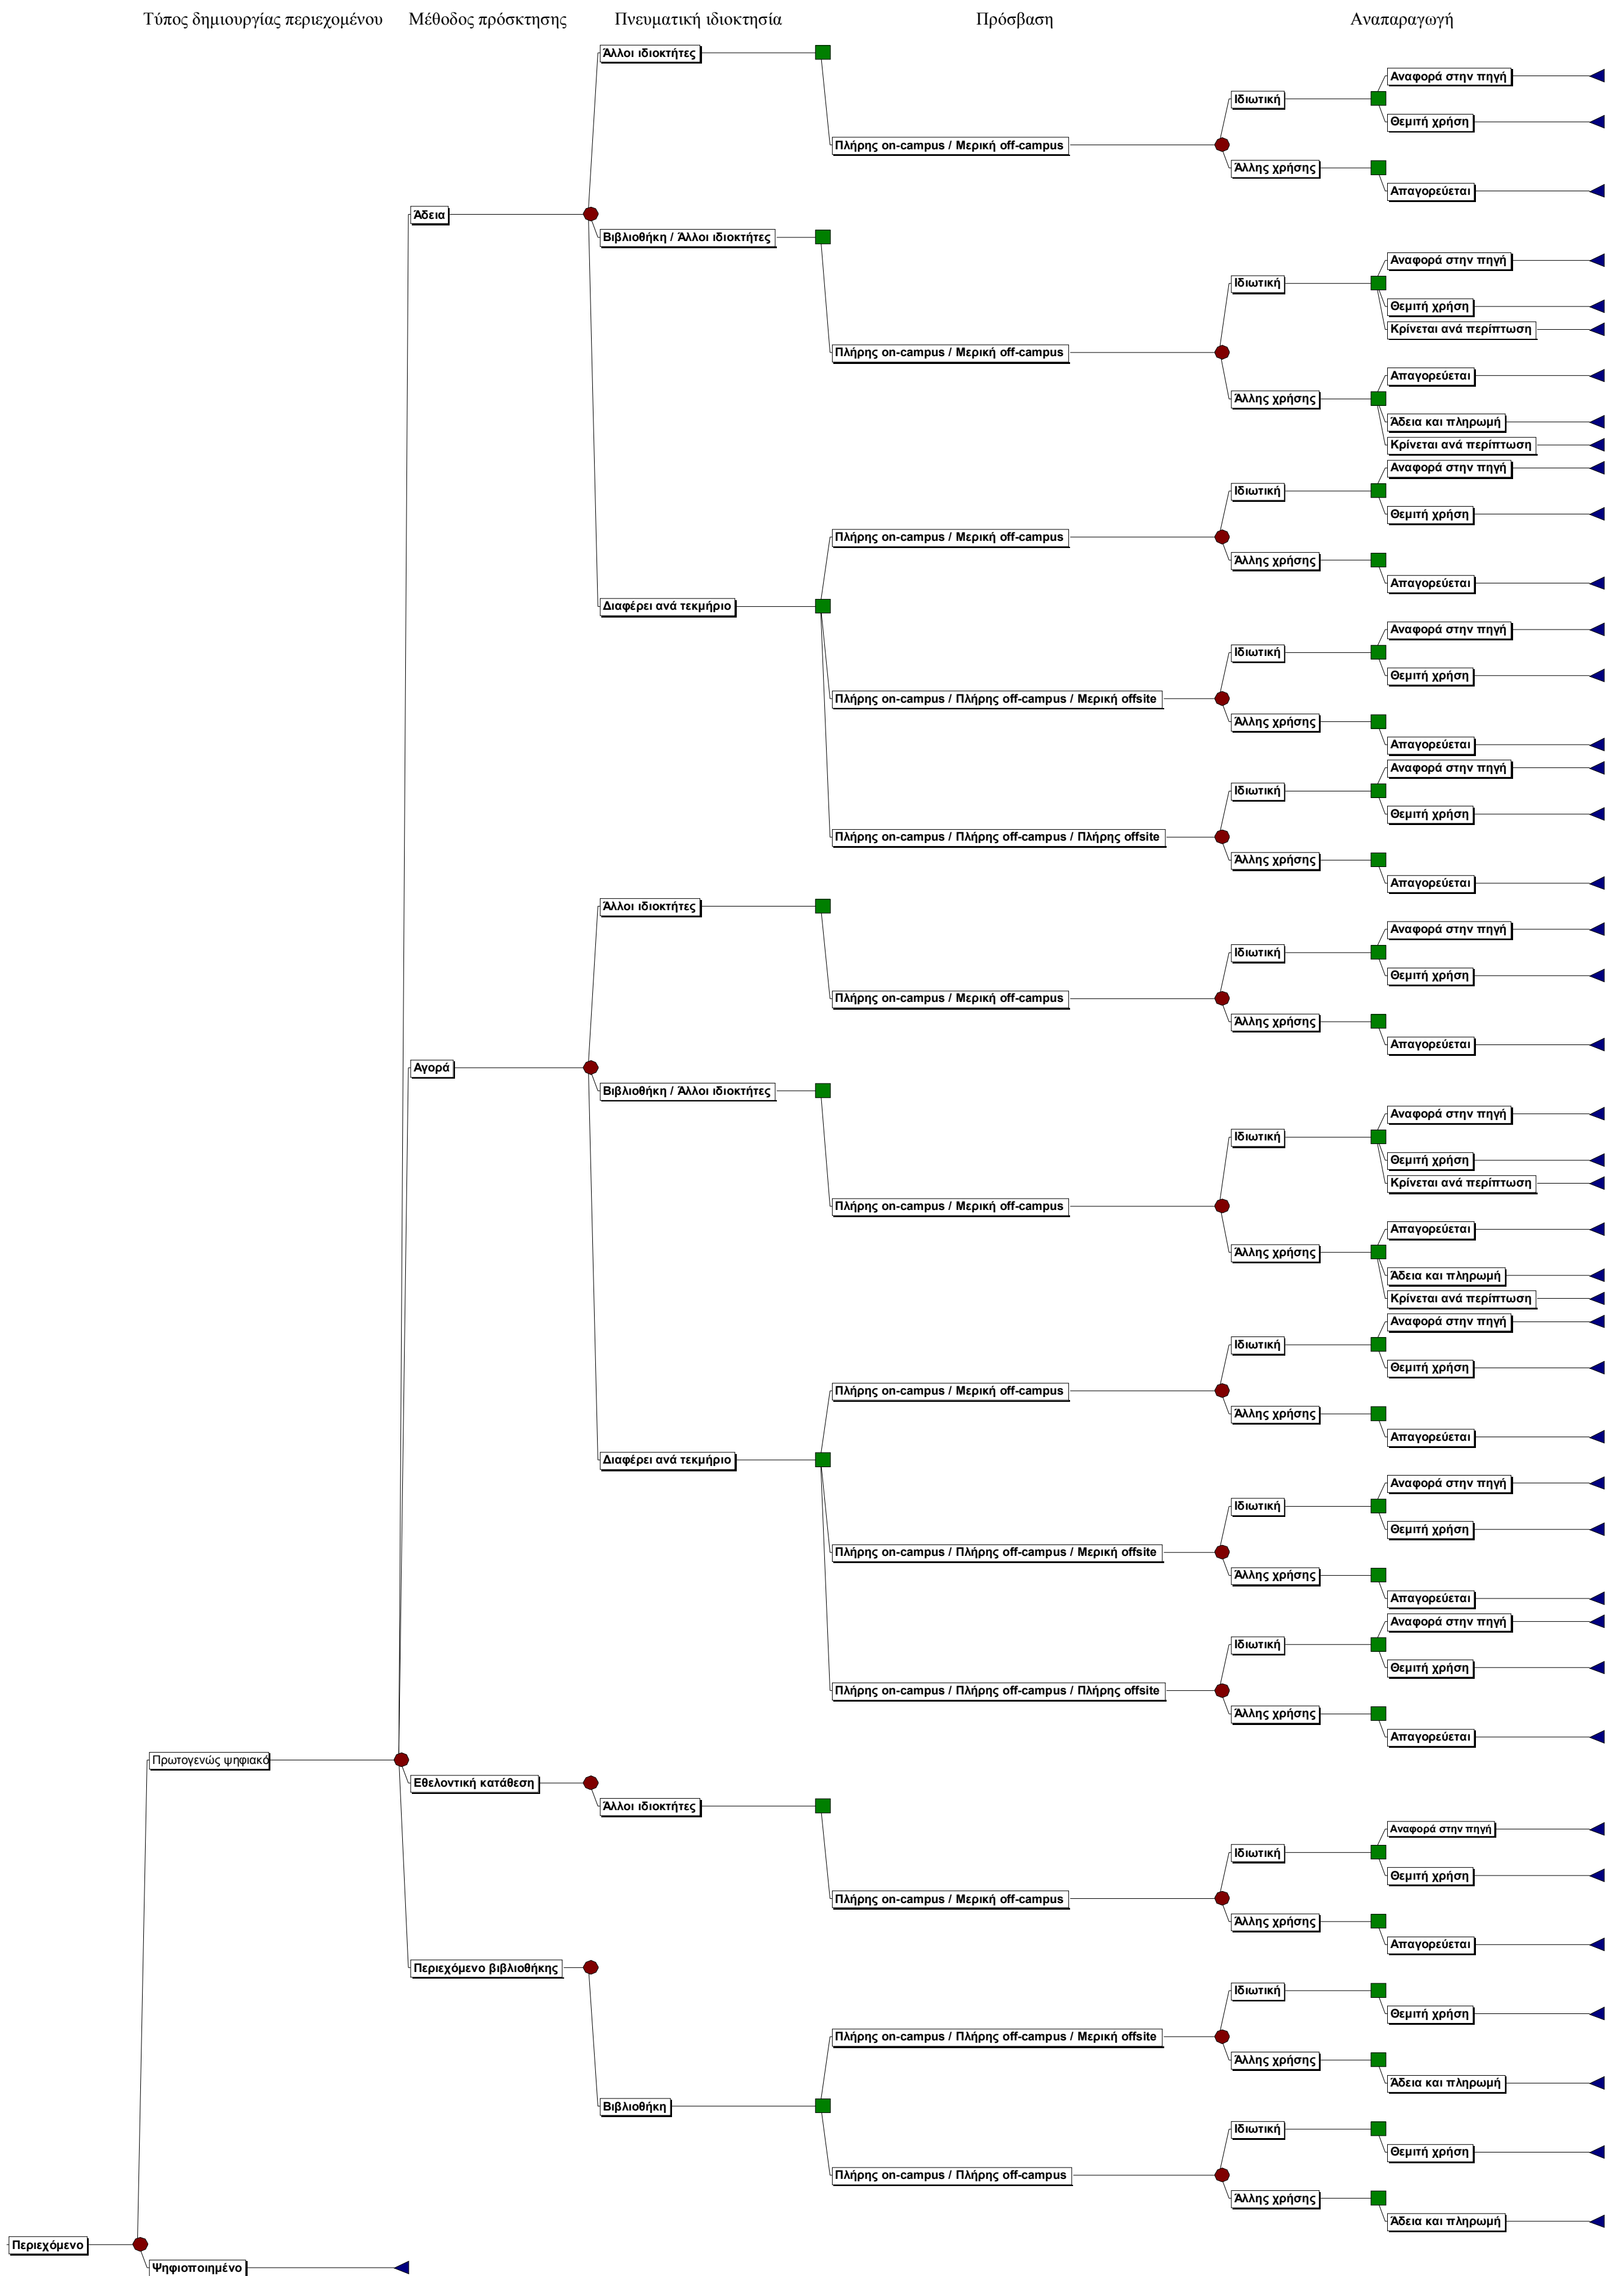 Τύπος δημιουργίας περιεχομένου Μέθοδος πρόσκτησης Πνευματική ιδιοκτησία Πρόσβαση Αναπαραγωγή
Άλλοι ιδιοκτήτες
Αναφορά στην πηγή
Ιδιωτική
Θεμιτή χρήση
Πλήρης on-campus / Μερική off-campus
Άλλης χρήσης
Απαγορεύεται
Άδεια
Βιβλιοθήκη / Άλλοι ιδιοκτήτες
Αναφορά στην πηγή
Ιδιωτική
Θεμιτή χρήση
Κρίνεται ανά περίπτωση
Πλήρης on-campus / Μερική off-campus
Απαγορεύεται
Άλλης χρήσης
Άδεια και πληρωμή
Κρίνεται ανά περίπτωση
Αναφορά στην πηγή
Ιδιωτική
Θεμιτή χρήση
Πλήρης on-campus / Μερική off-campus
Άλλης χρήσης
Απαγορεύεται
Διαφέρει ανά τεκμήριο
Αναφορά στην πηγή
Ιδιωτική
Θεμιτή χρήση
Πλήρης on-campus / Πλήρης off-campus / Μερική offsite
Άλλης χρήσης
Απαγορεύεται
Αναφορά στην πηγή
Ιδιωτική
Θεμιτή χρήση
Πλήρης on-campus / Πλήρης off-campus / Πλήρης offsite
Άλλης χρήσης
Απαγορεύεται
Άλλοι ιδιοκτήτες
Αναφορά στην πηγή
Ιδιωτική
Θεμιτή χρήση
Πλήρης on-campus / Μερική off-campus
Άλλης χρήσης
Απαγορεύεται
Αγορά
Βιβλιοθήκη / Άλλοι ιδιοκτήτες
Αναφορά στην πηγή
Ιδιωτική
Θεμιτή χρήση
Κρίνεται ανά περίπτωση
Πλήρης on-campus / Μερική off-campus
Απαγορεύεται
Άλλης χρήσης
Άδεια και πληρωμή
Κρίνεται ανά περίπτωση
Αναφορά στην πηγή
Ιδιωτική
Θεμιτή χρήση
Πλήρης on-campus / Μερική off-campus
Άλλης χρήσης
Απαγορεύεται
Διαφέρει ανά τεκμήριο
Αναφορά στην πηγή
Ιδιωτική
Θεμιτή χρήση
Πλήρης on-campus / Πλήρης off-campus / Μερική offsite
Άλλης χρήσης
Απαγορεύεται
Αναφορά στην πηγή
Ιδιωτική
Θεμιτή χρήση
Πλήρης on-campus / Πλήρης off-campus / Πλήρης offsite
Άλλης χρήσης
Απαγορεύεται
Πρωτογενώς ψηφιακό
Εθελοντική κατάθεση
Άλλοι ιδιοκτήτες
Αναφορά στην πηγή
Ιδιωτική
Θεμιτή χρήση
Πλήρης on-campus / Μερική off-campus
Άλλης χρήσης
Απαγορεύεται
Περιεχόμενο βιβλιοθήκης
Ιδιωτική
Θεμιτή χρήση
Πλήρης on-campus / Πλήρης off-campus / Μερική offsite
Άλλης χρήσης
Άδεια και πληρωμή
Βιβλιοθήκη
Ιδιωτική
Θεμιτή χρήση
Πλήρης on-campus / Πλήρης off-campus
Άλλης χρήσης
Άδεια και πληρωμή
Περιεχόμενο
Ψηφιοποιημένο